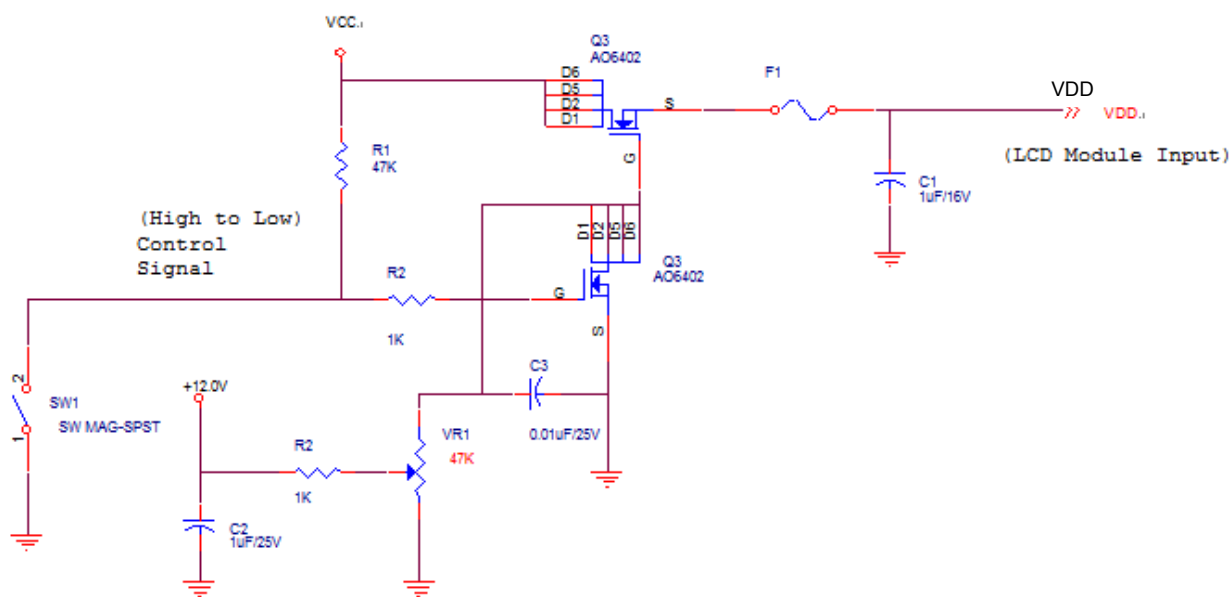 VCC.
Q3
AO6402
D6
D5
D2
D1
S
G
F1
VDD
VDD.
(LCD Module Input)
R1
47K
C1
1uF/16V
(High to Low)
Control
Signal
D1
D2
D5
D6
Q3
AO6402
R2
1K
G
S
C3
0.01uF/25V
2
1
SW1
SW MAG-SPST
+12.0V
R2
1K
VR1
47K
C2
1uF/25V